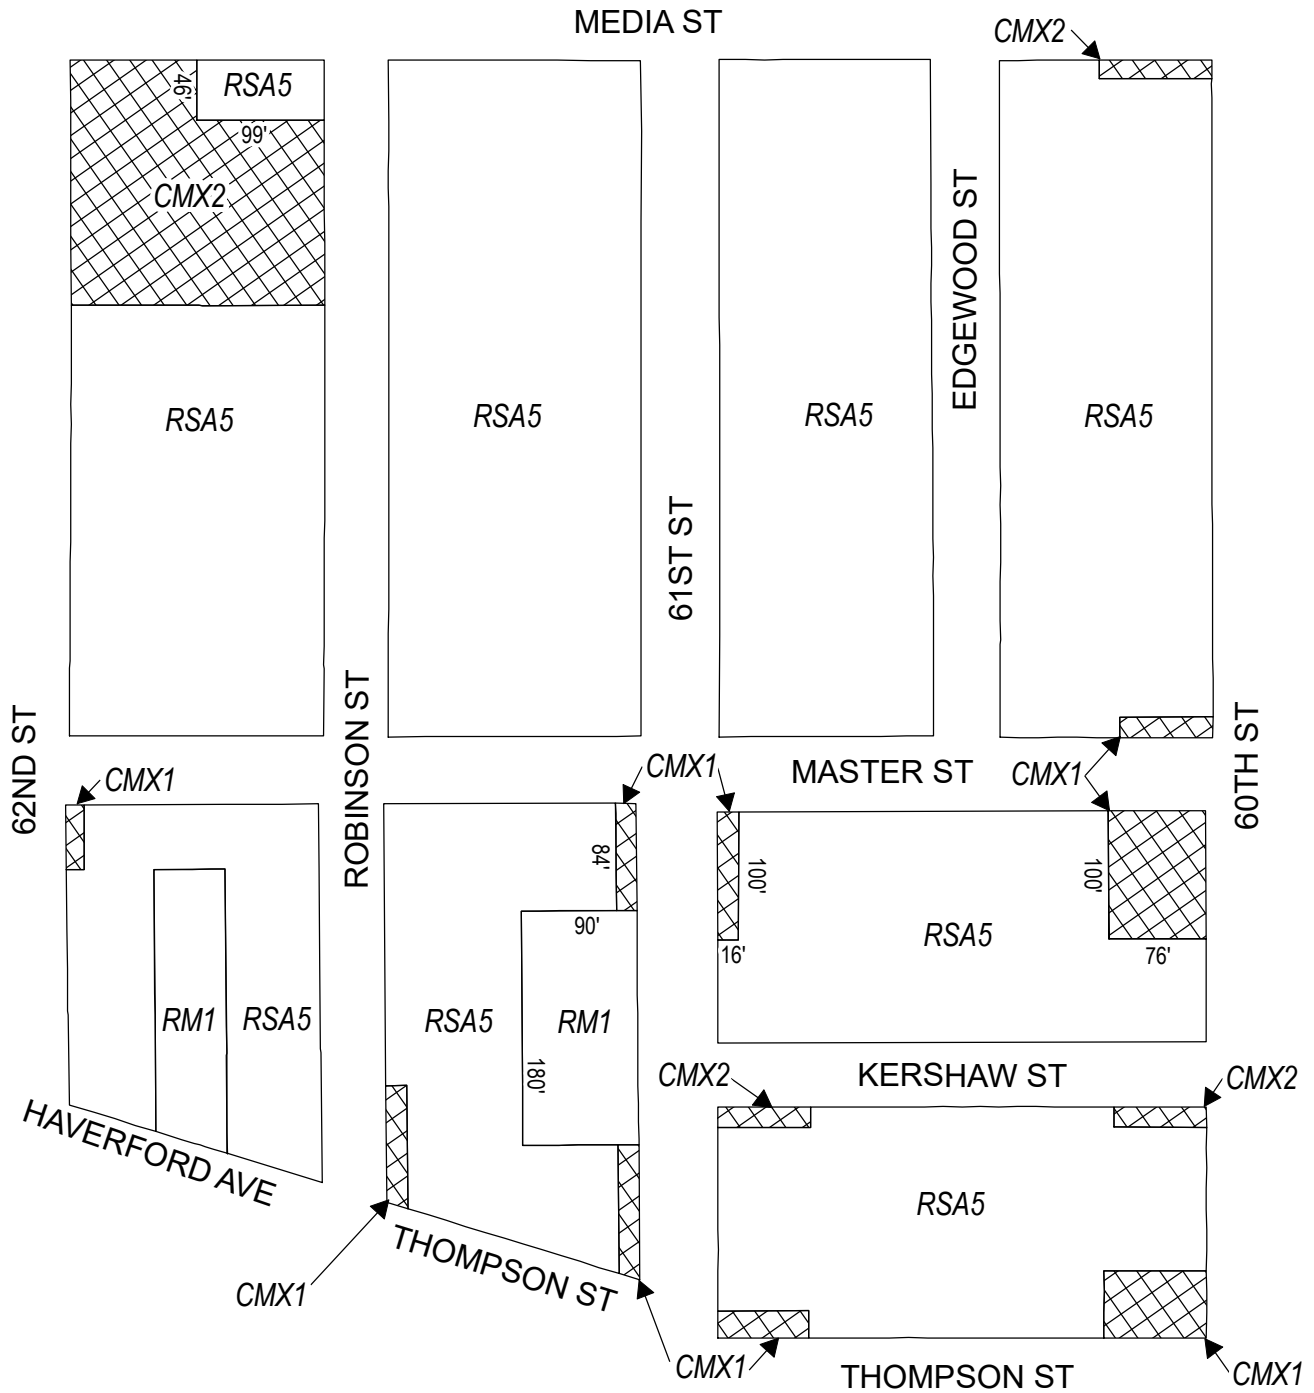 MEDIA ST
CMX2
46'
RSA5
99'
CMX2
EDGEWOOD ST
RSA5
RSA5
RSA5
RSA5
61ST ST
62ND ST
ROBINSON ST
60TH ST
CMX1
CMX1
MASTER ST
CMX1
84'
100'
100'
90'
16'
RSA5
76'
RM1
RSA5
RSA5
RM1
180'
CMX2
KERSHAW ST
CMX2
HAVERFORD AVE
RSA5
THOMPSON ST
CMX1
CMX1
THOMPSON ST
CMX1